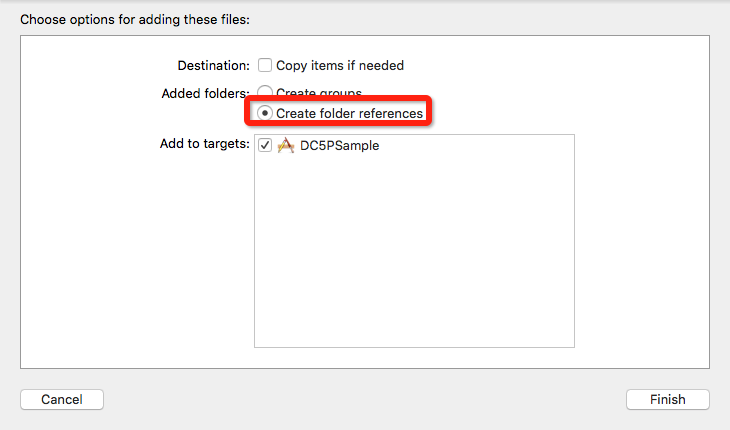 Choose options for adding these files:
Destination: Copy items if needed
Added folders: Create groups
Create folder references
Add to targets: DC5PSample
Cancel Finish